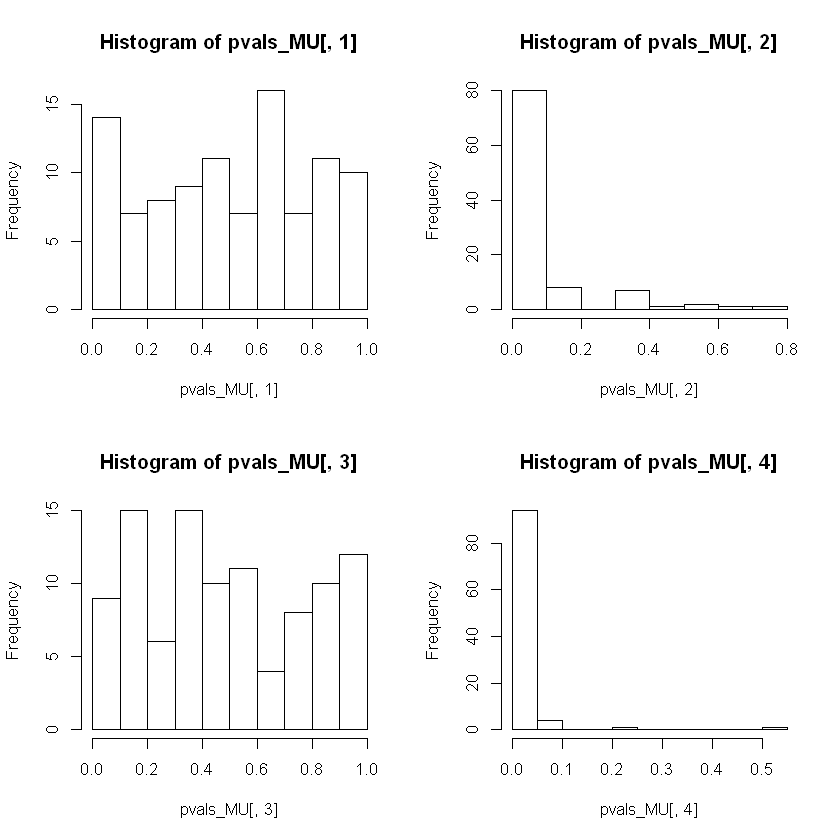 Histogram of pvals_MU[, 1]
Frequency
15
10
5
0
0.0 0.2 0.4 0.6 0.8 1.0
pvals_MU[, 1]
Histogram of pvals_MU[, 2]
Frequency
80
60
40
20
0
0.0 0.2 0.4 0.6 0.8
pvals_MU[, 2]
Histogram of pvals_MU[, 3]
Frequency
15
10
5
0
0.0 0.2 0.4 0.6 0.8 1.0
pvals_MU[, 3]
Histogram of pvals_MU[, 4]
Frequency
80
60
40
20
0
0.0 0.1 0.2 0.3 0.4 0.5
pvals_MU[, 4]